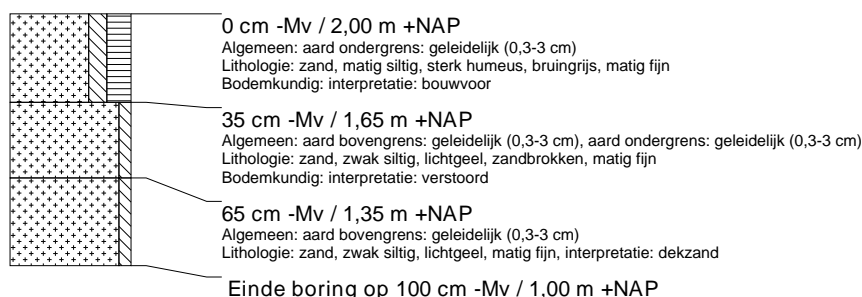 0 cm -Mv / 2,00 m +NAP
Algemeen: aard ondergrens: geleidelijk (0,3-3 cm)
Lithologie: zand, matig siltig, sterk humeus, bruingrijs, matig fijn
Bodemkundig: interpretatie: bouwvoor
35 cm -Mv / 1,65 m +NAP
Algemeen: aard bovengrens: geleidelijk (0,3-3 cm), aard ondergrens: geleidelijk (0,3-3 cm)
Lithologie: zand, zwak siltig, lichtgeel, zandbrokken, matig fijn
Bodemkundig: interpretatie: verstoord
65 cm -Mv / 1,35 m +NAP
Algemeen: aard bovengrens: geleidelijk (0,3-3 cm)
Lithologie: zand, zwak siltig, lichtgeel, matig fijn, interpretatie: dekzand
Einde boring op 100 cm -Mv / 1,00 m +NAP